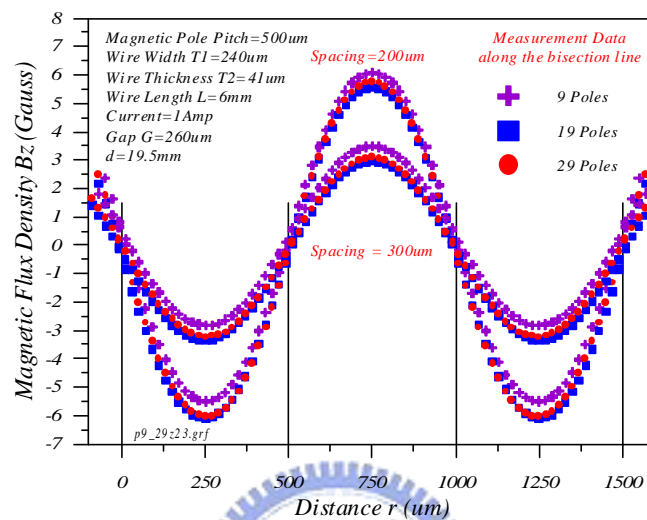 Magnetic Pole Pitch=500um
Wire Width T1=240um
Wire Thickness T2=41um
Wire Length L=6mm
Current=1Amp
Gap G=260um
d=19.5mm
Spacing=200um
Measurement Data
along the bisection line
9 Poles
19 Poles
29 Poles
Spacing = 300um
p9_29z23.grf
Magnetic Flux Density Bz (Gauss)
8
7
6
5
4
3
2
1
0
-1
-2
-3
-4
-5
-6
-7
0 250 500 750 1000 1250 1500
Distance r (um)